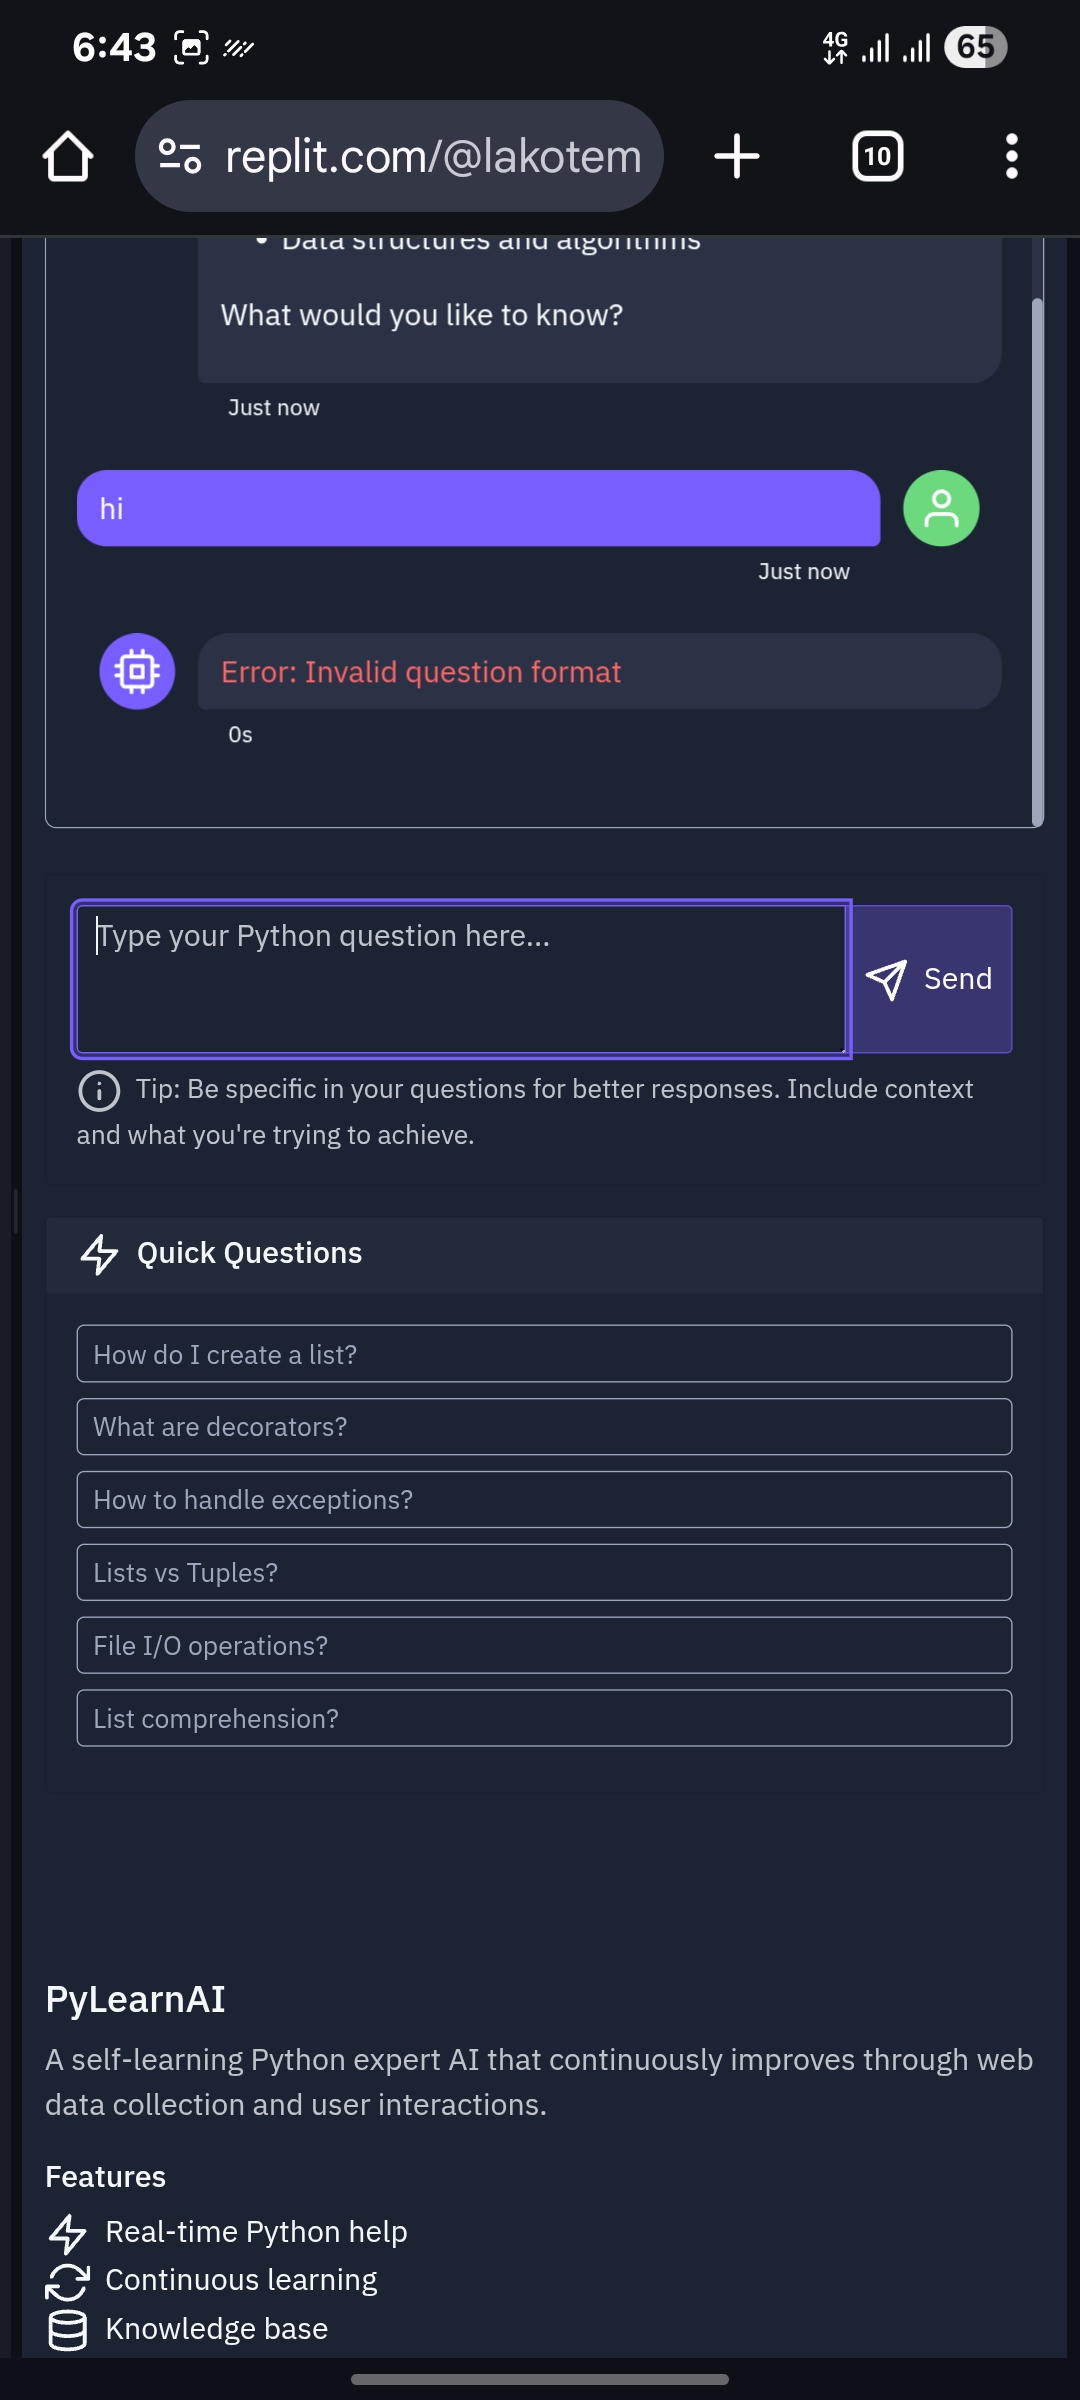 6:43
4G
65
replit.com/@lakotem
10
Data structures and algorithms
What would you like to know?
Just now
hi
Just now
Error: Invalid question format
0s
Type your Python question here...
Send
Tip: Be specific in your questions for better responses. Include context
and what you're trying to achieve.
Quick Questions
How do I create a list?
What are decorators?
How to handle exceptions?
Lists vs Tuples?
File I/O operations?
List comprehension?
PyLearnAI
A self-learning Python expert AI that continuously improves through web
data collection and user interactions.
Features
Real-time Python help
Continuous learning
Knowledge base